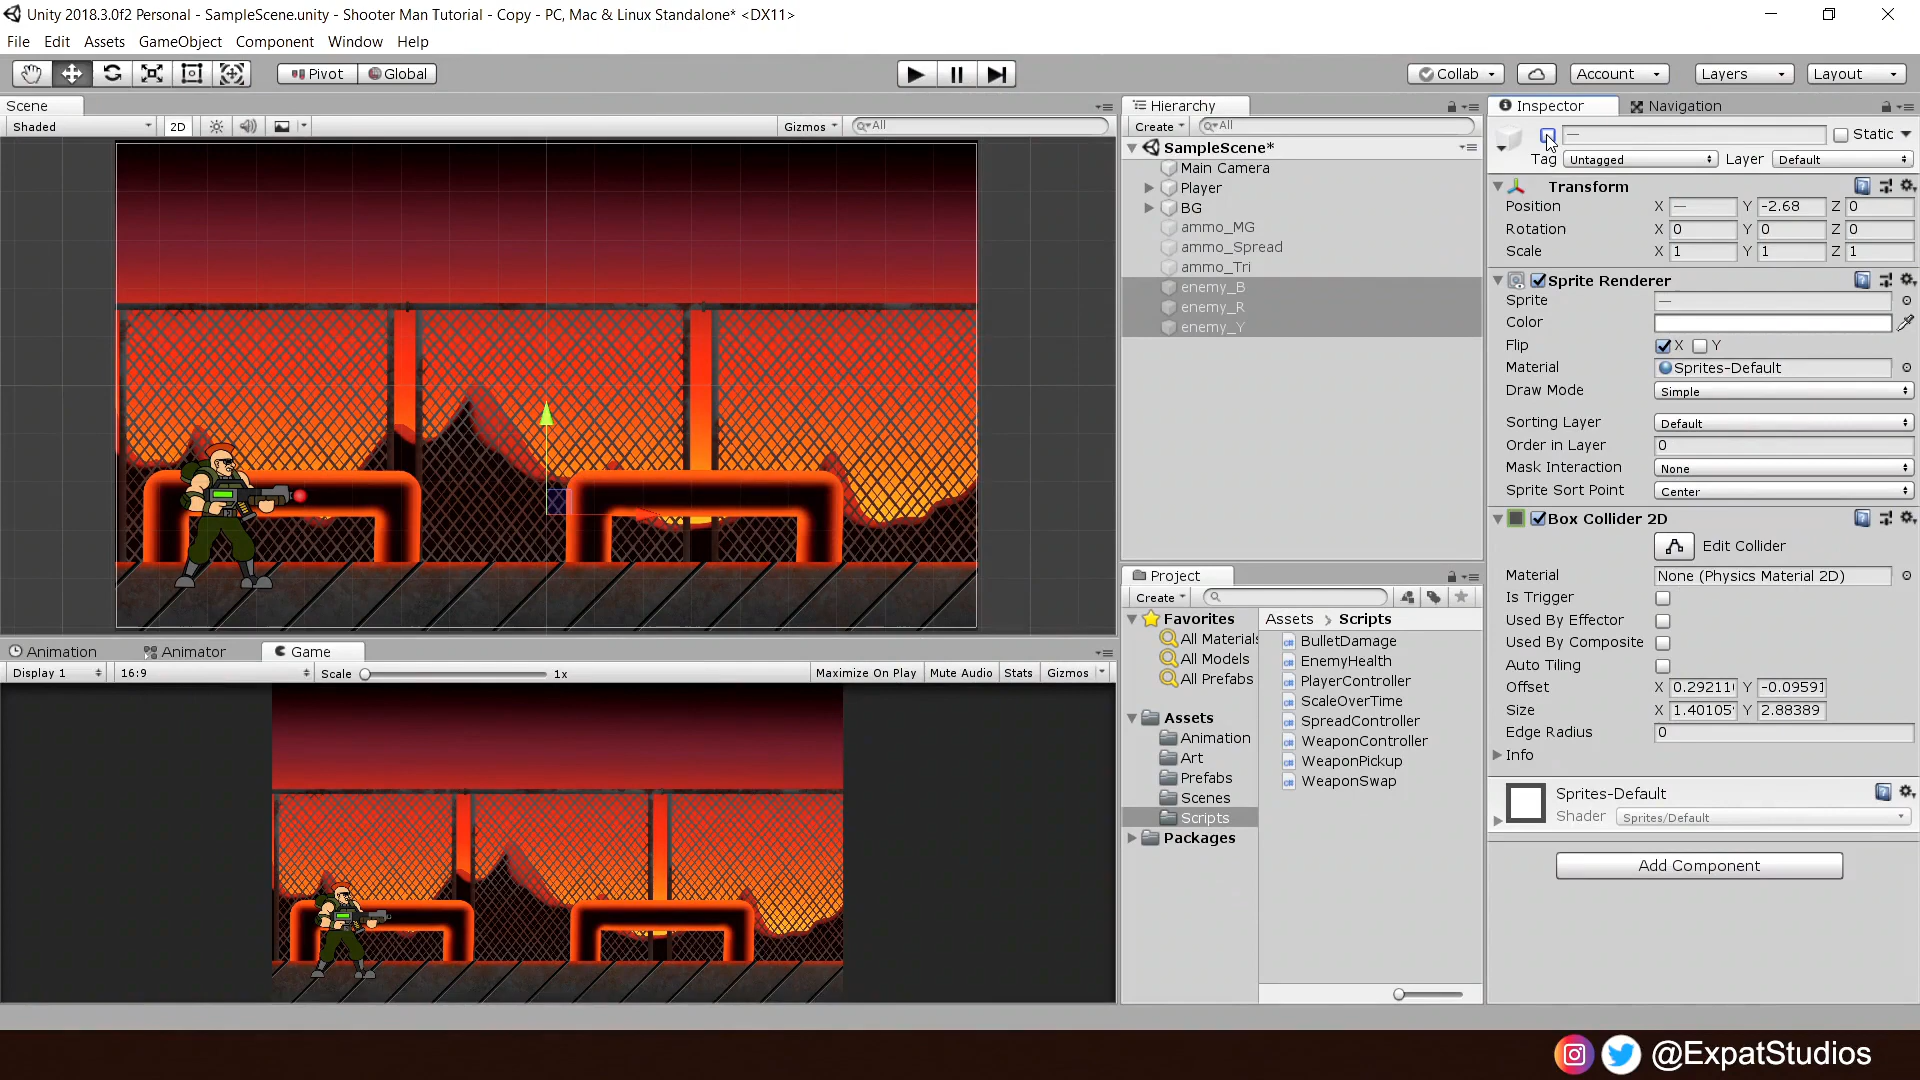 Unity 2018.3.0f2 Personal - SampleScene.unity - Shooter Man Tutorial - Copy - PC, Mac & Linux Standalone* <DX11>
File Edit Assets GameObject Component Window Help
Pivot Global Collab Account Layers Layout
Scene
Shaded 2D Gizmos All
Hierarchy
Create All
SampleScene*
Main Camera
Player
BG
ammo_MG
ammo_Spread
ammo_Tri
enemy_B
enemy_R
enemy_Y
Inspector Navigation
— Static
Tag Untagged Layer Default
Transform
Position X — Y -2.68 Z 0
Rotation X 0 Y 0 Z 0
Scale X 1 Y 1 Z 1
Sprite Renderer
Sprite —
Color
Flip X Y
Material Sprites-Default
Draw Mode Simple
Sorting Layer Default
Order in Layer 0
Mask Interaction None
Sprite Sort Point Center
Box Collider 2D
Edit Collider
Material None (Physics Material 2D)
Is Trigger
Used By Effector
Used By Composite
Auto Tiling
Offset X 0.29211 Y -0.09591
Size X 1.40105 Y 2.88389
Edge Radius 0
Info
Sprites-Default
Shader Sprites/Default
Add Component
Project
Create
Favorites
All Materials
All Models
All Prefabs
Assets
Animation
Art
Prefabs
Scenes
Scripts
Packages
Assets Scripts
BulletDamage
EnemyHealth
PlayerController
ScaleOverTime
SpreadController
WeaponController
WeaponPickup
WeaponSwap
Animation Animator Game
Display 1 16:9 Scale 1x Maximize On Play Mute Audio Stats Gizmos
@ExpatStudios